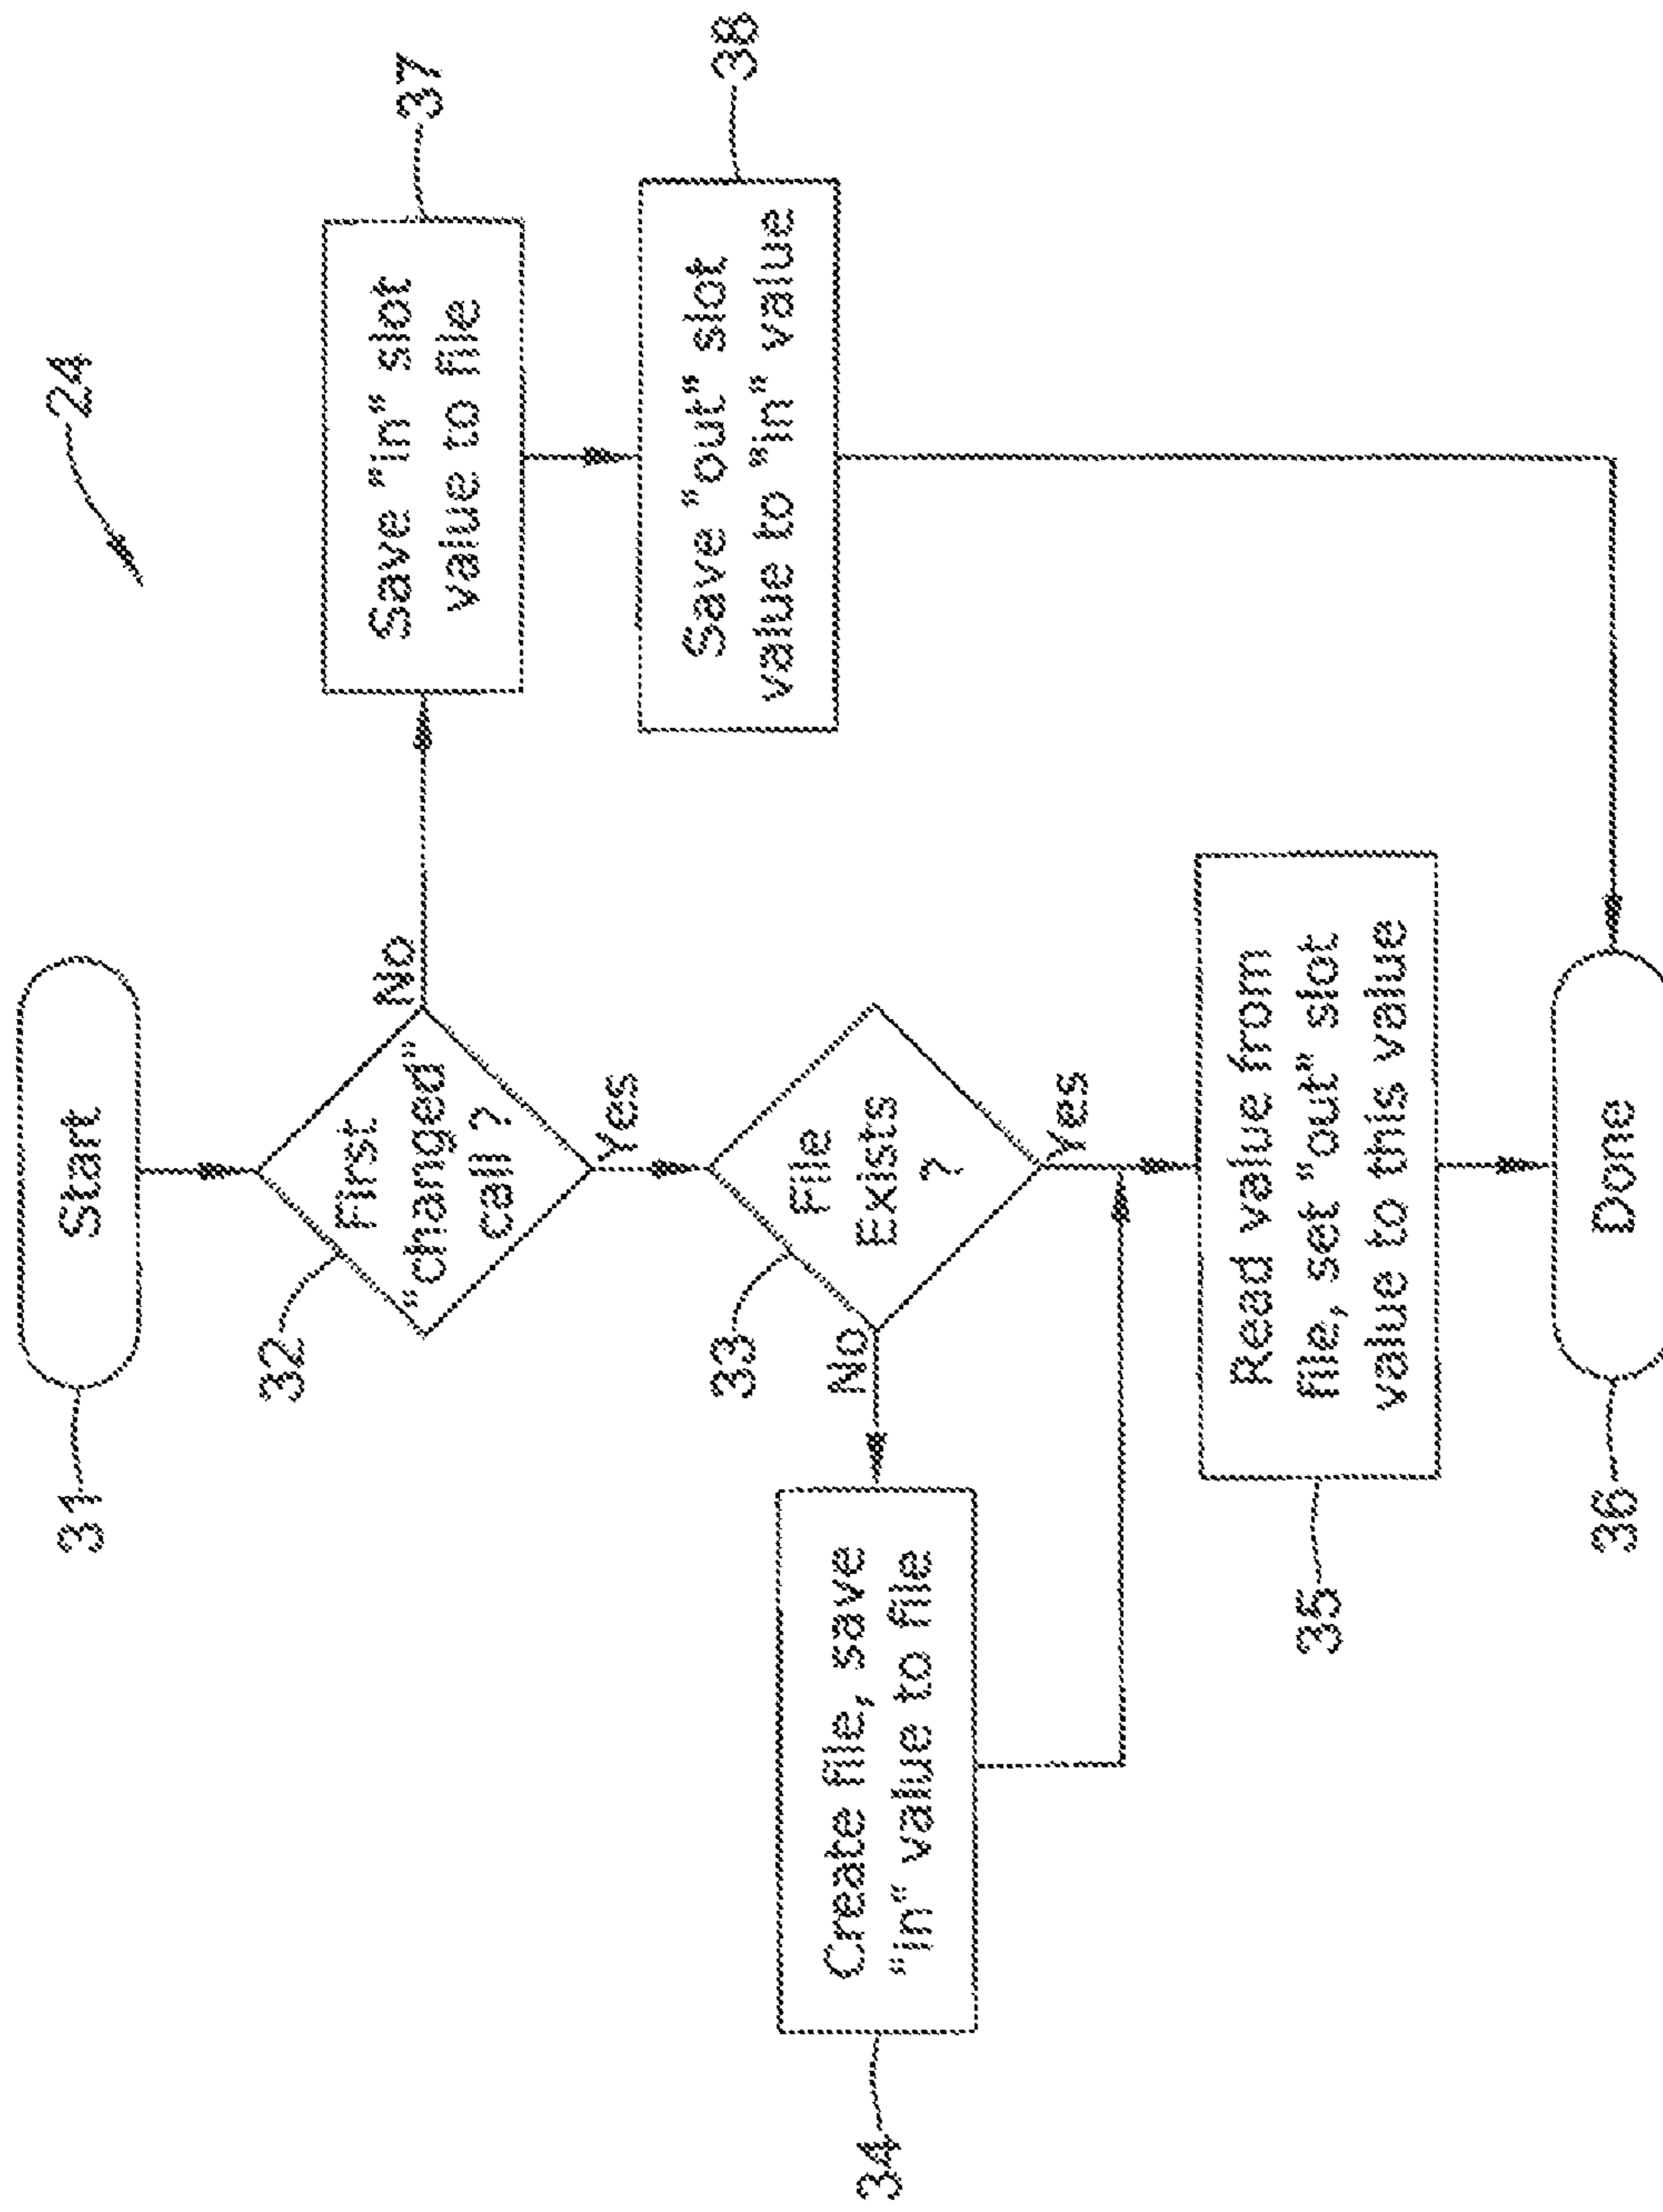 24
31
Start
32
First
"changed"
call ?
No
Yes
37
Save "in" slot
value to file
33
File
Exists
?
No
Yes
38
Save "out" slot
value to "in" value
34
Create file, save
"in" value to file
35
Read value from
file, set "out" slot
value to this value
36
Done